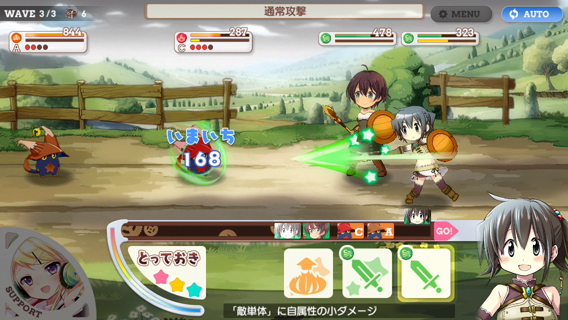 WAVE 3/3 6
通常攻撃
MENU
AUTO
844
A
287
C
478
323
いまいち
168
C A
GO!
とっておき
SUPPORT
「敵単体」に自属性の小ダメージ